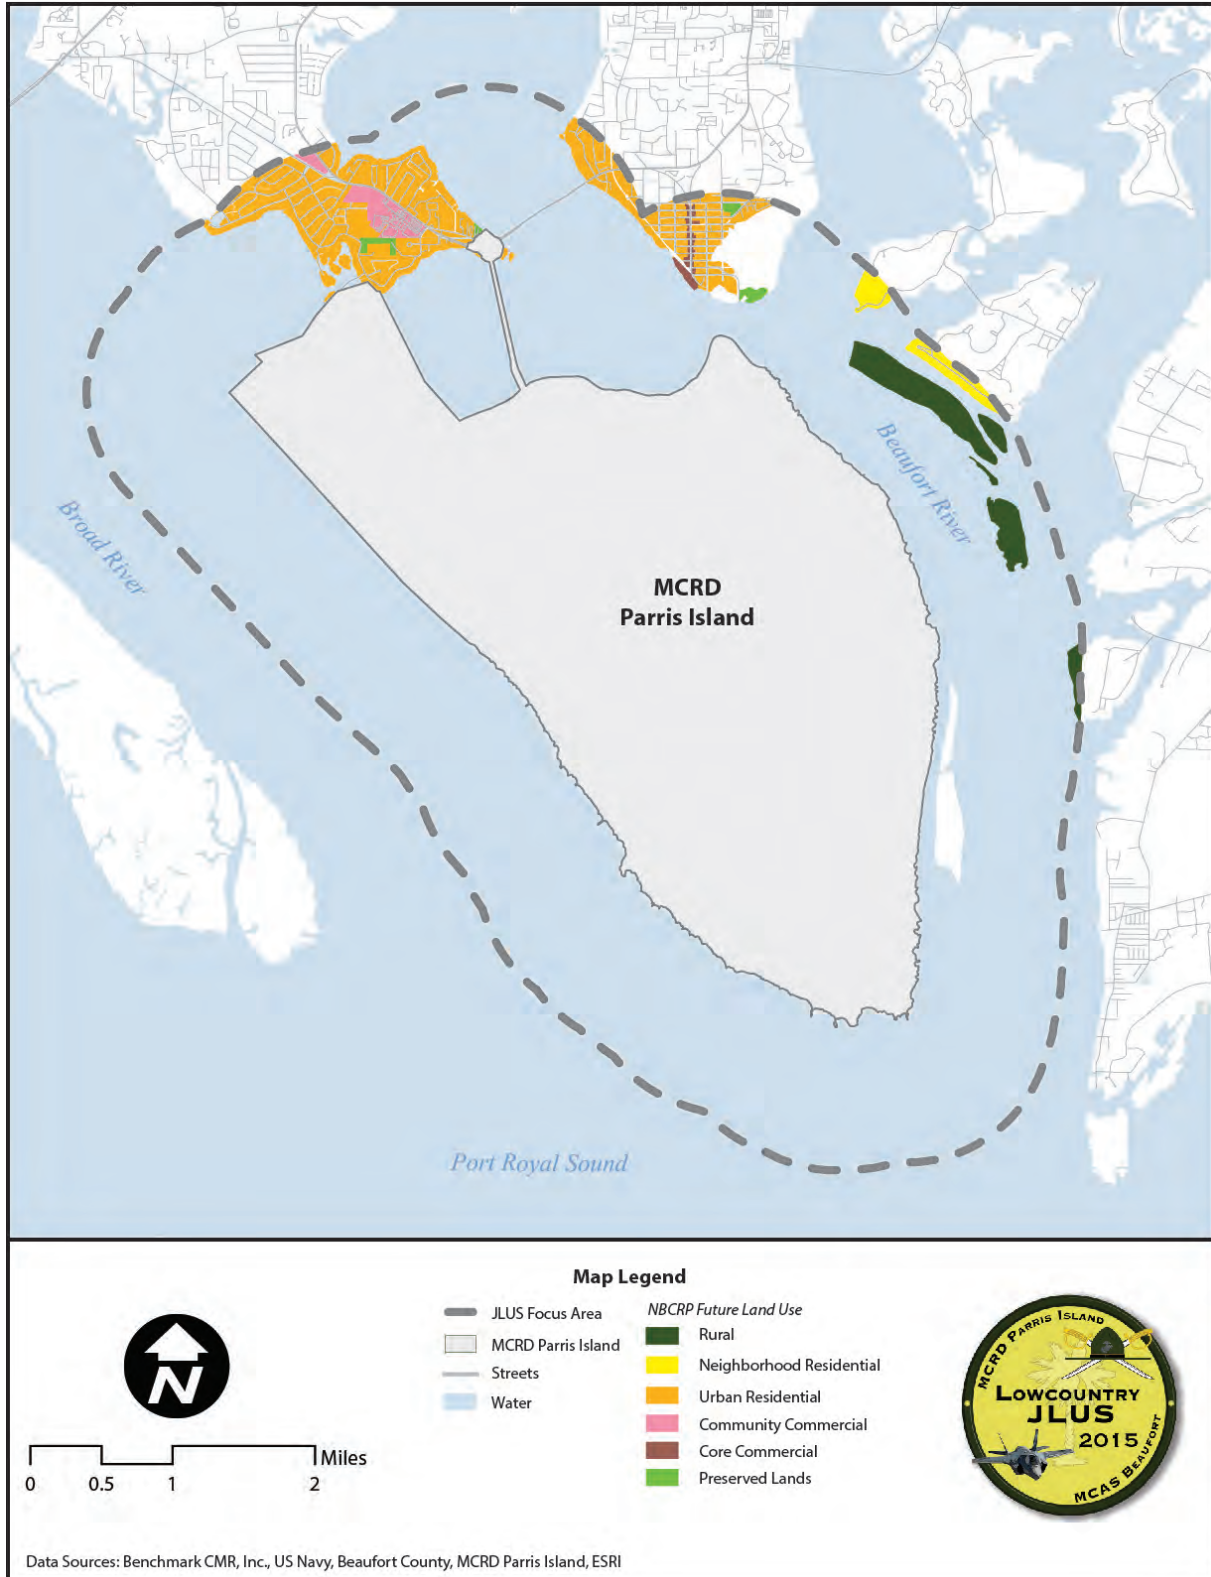 Broad River
Beaufort River
MCRD
Parris Island
Port Royal Sound
Map Legend
JLUS Focus Area
MCRD Parris Island
Streets
Water
NBCRP Future Land Use
Rural
Neighborhood Residential
Urban Residential
Community Commercial
Core Commercial
Preserved Lands
N
Miles
0 0.5 1 2
MCRD PARRIS ISLAND
LOWCOUNTRY
JLUS
2015
MCAS BEAUFORT
Data Sources: Benchmark CMR, Inc., US Navy, Beaufort County, MCRD Parris Island, ESRI